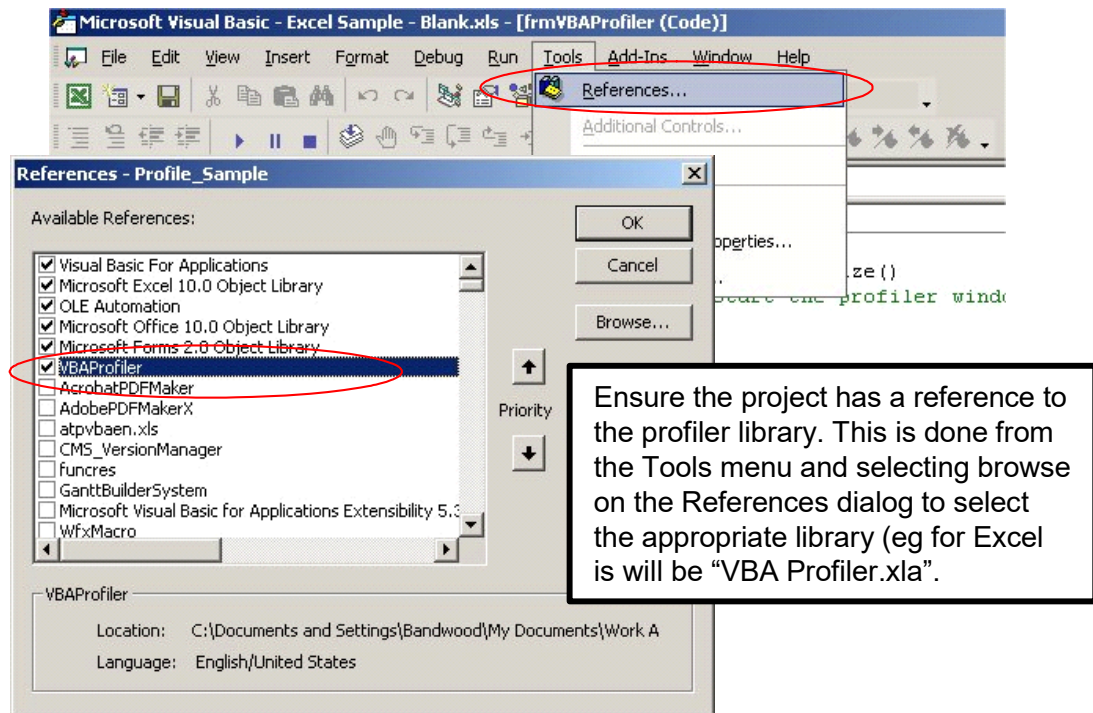 Microsoft Visual Basic - Excel Sample - Blank.xls - [frmVBAProfiler (Code)]
File Edit View Insert Format Debug Run Tools Add-Ins Window Help
References...
Additional Controls...
References - Profile_Sample
Available References:
OK
Visual Basic For Applications
Microsoft Excel 10.0 Object Library
OLE Automation
Microsoft Office 10.0 Object Library
Microsoft Forms 2.0 Object Library
VBAProfiler
AcrobatPDFMaker
AdobePDFMakerX
atpvbaen.xls
CMS_VersionManager
funcres
GanttBuilderSystem
Microsoft Visual Basic for Applications Extensibility 5.3
WfxMacro
Cancel
Browse...
Priority
operties...
ze()
start the profiler windo
Ensure the project has a reference to
the profiler library. This is done from
the Tools menu and selecting browse
on the References dialog to select
the appropriate library (eg for Excel
is will be “VBA Profiler.xla”.
VBAProfiler
Location: C:\Documents and Settings\Bandwood\My Documents\Work A
Language: English/United States